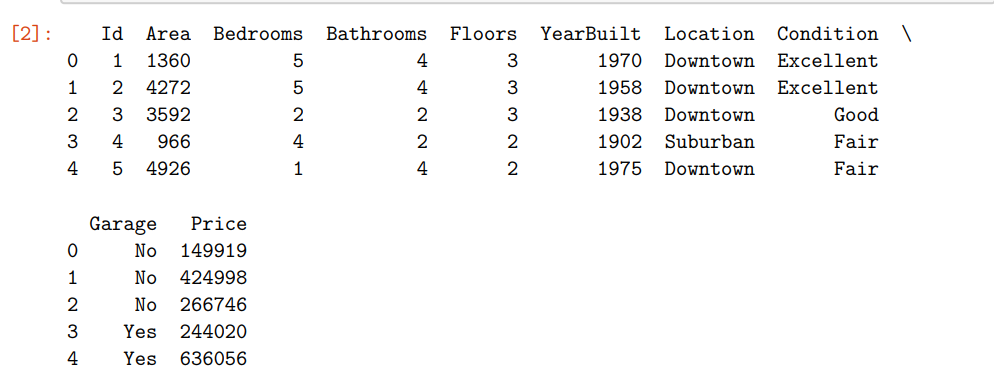 [2]:    Id  Area  Bedrooms  Bathrooms  Floors  YearBuilt  Location  Condition  \
0   1  1360         5          4       3       1970  Downtown  Excellent
1   2  4272         5          4       3       1958  Downtown  Excellent
2   3  3592         2          2       3       1938  Downtown       Good
3   4   966         4          2       2       1902  Suburban       Fair
4   5  4926         1          4       2       1975  Downtown       Fair
  Garage   Price
0     No  149919
1     No  424998
2     No  266746
3    Yes  244020
4    Yes  636056